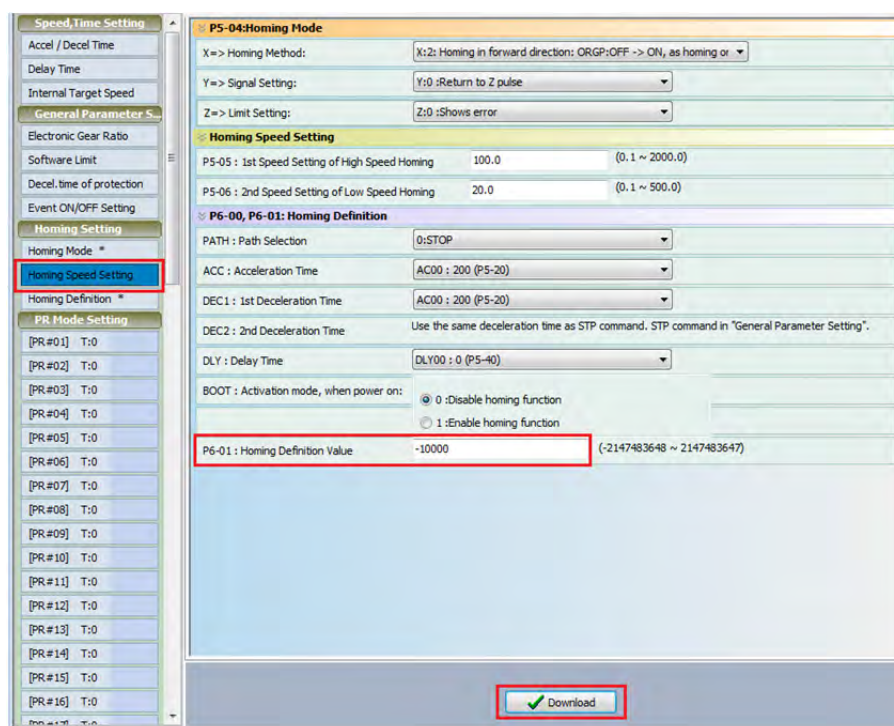 Speed,Time Setting
Accel / Decel Time
Delay Time
Internal Target Speed
General Parameter S...
Electronic Gear Ratio
Software Limit
Decel.time of protection
Event ON/OFF Setting
Homing Setting
Homing Mode *
Homing Speed Setting
Homing Definition *
PR Mode Setting
[PR#01] T:0
[PR#02] T:0
[PR#03] T:0
[PR#04] T:0
[PR#05] T:0
[PR#06] T:0
[PR#07] T:0
[PR#08] T:0
[PR#09] T:0
[PR#10] T:0
[PR#11] T:0
[PR#12] T:0
[PR#13] T:0
[PR#14] T:0
[PR#15] T:0
[PR#16] T:0
P5-04:Homing Mode
X=> Homing Method: X:2: Homing in forward direction: ORGP:OFF -> ON, as homing or
Y=> Signal Setting: Y:0 :Return to Z pulse
Z=> Limit Setting: Z:0 :Shows error
Homing Speed Setting
P5-05 : 1st Speed Setting of High Speed Homing 100.0 (0.1 ~ 2000.0)
P5-06 : 2nd Speed Setting of Low Speed Homing 20.0 (0.1 ~ 500.0)
P6-00, P6-01: Homing Definition
PATH : Path Selection 0:STOP
ACC : Acceleration Time AC00 : 200 (P5-20)
DEC1 : 1st Deceleration Time AC00 : 200 (P5-20)
DEC2 : 2nd Deceleration Time Use the same deceleration time as STP command. STP command in "General Parameter Setting".
DLY : Delay Time DLY00 : 0 (P5-40)
BOOT : Activation mode, when power on: 0 :Disable homing function
1 :Enable homing function
P6-01 : Homing Definition Value -10000 (-2147483648 ~ 2147483647)
Download